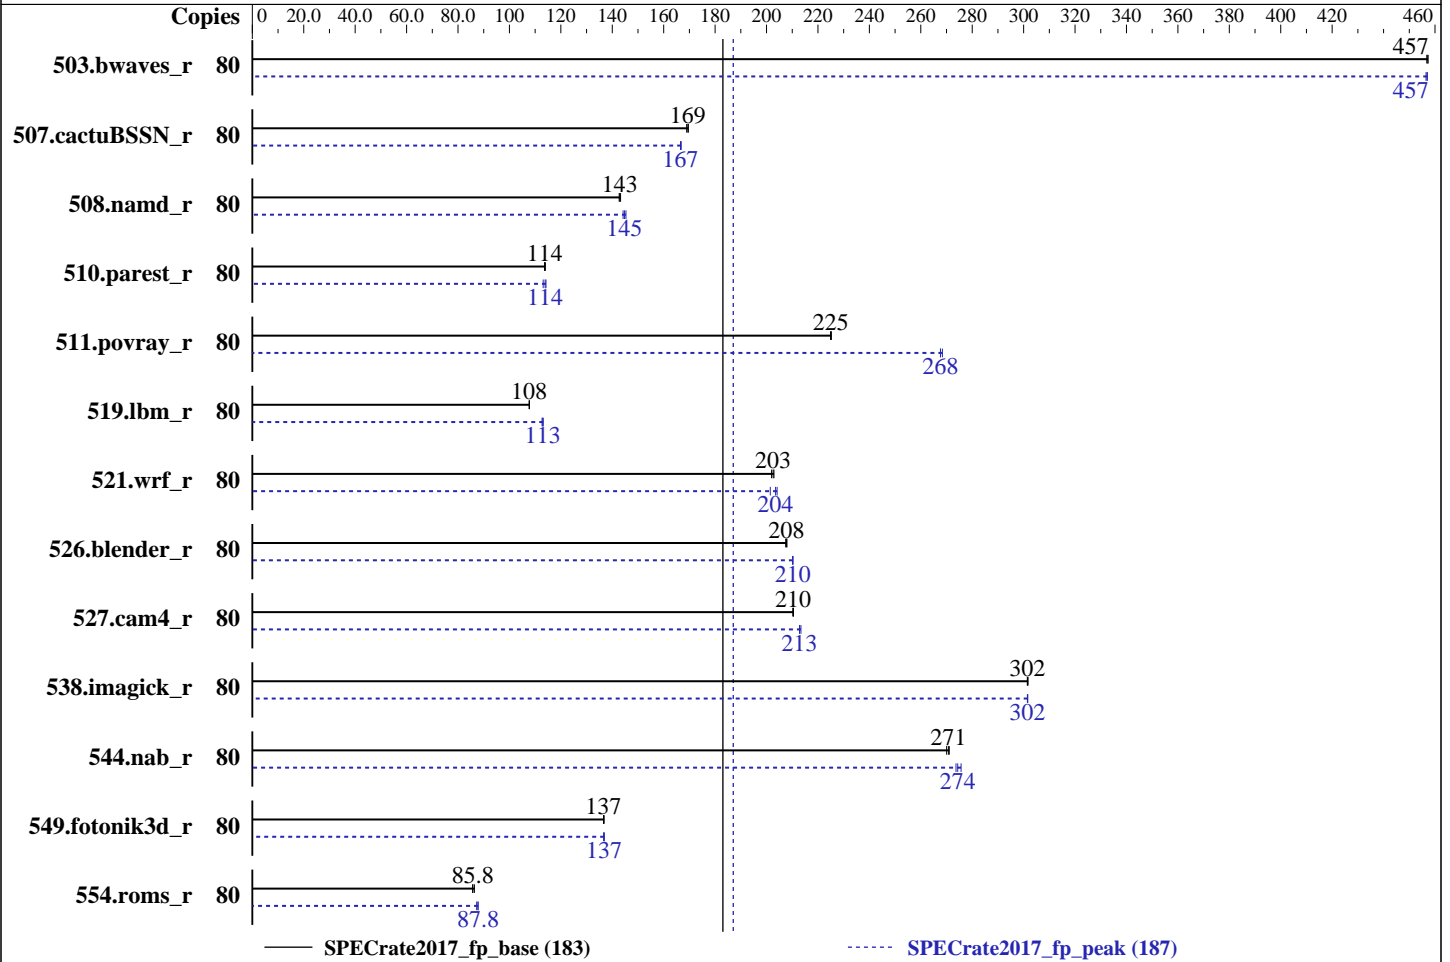 Copies 0 20.0 40.0 60.0 80.0 100 120 140 160 180 200 220 240 260 280 300 320 340 360 380 400 420 460
457
503.bwaves_r 80
457
169
507.cactuBSSN_r 80
167
143
508.namd_r 80
145
114
510.parest_r 80
114
225
511.povray_r 80
268
108
519.lbm_r 80
113
203
521.wrf_r 80
204
208
526.blender_r 80
210
210
527.cam4_r 80
213
302
538.imagick_r 80
302
271
544.nab_r 80
274
137
549.fotonik3d_r 80
137
85.8
554.roms_r 80
87.8
SPECrate2017_fp_base (183) SPECrate2017_fp_peak (187)